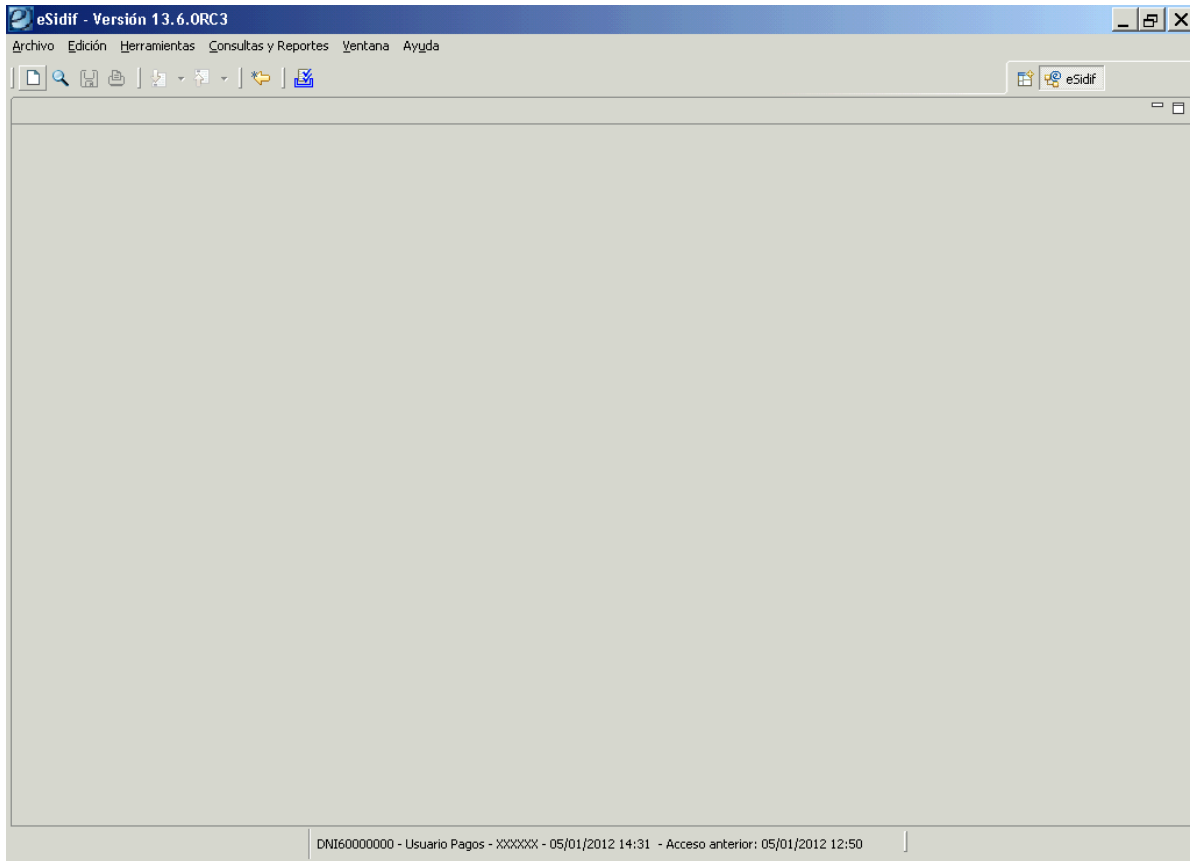 eSidif - Versión 13.6.0RC3
Archivo Edición Herramientas Consultas y Reportes Ventana Ayuda
eSidif
DNI60000000 - Usuario Pagos - XXXXXX - 05/01/2012 14:31 - Acceso anterior: 05/01/2012 12:50